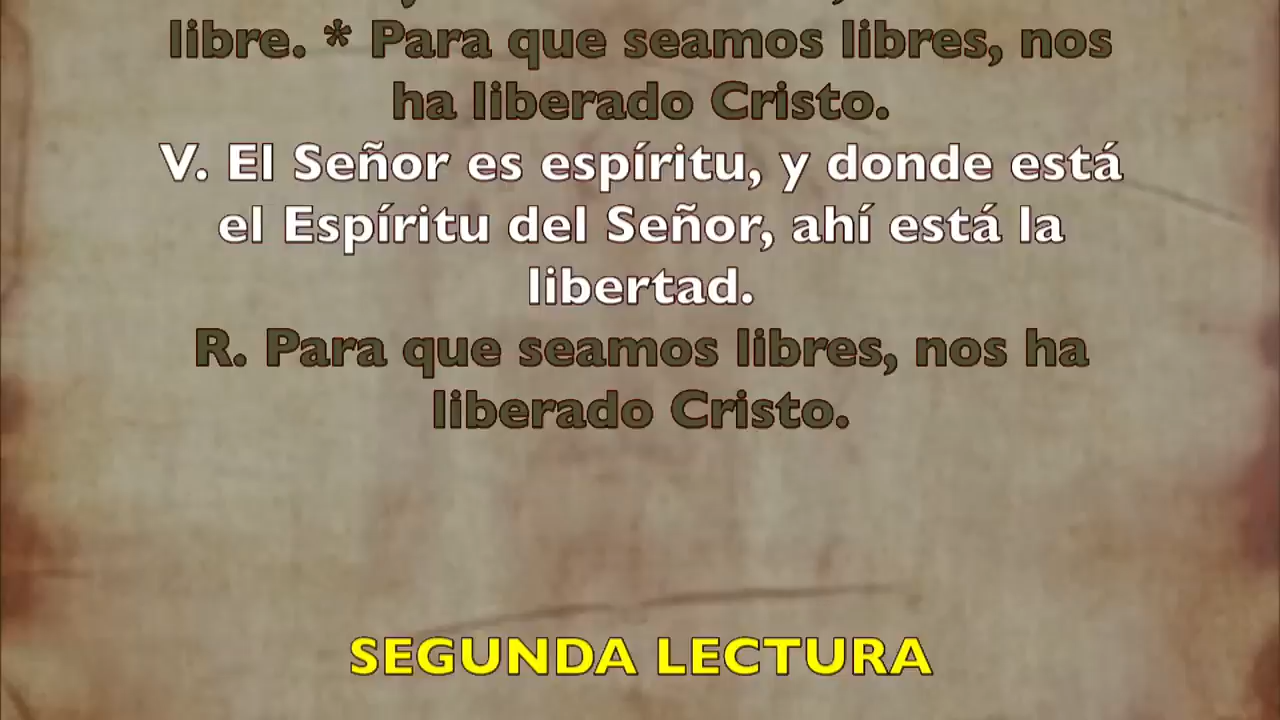 libre. * Para que seamos libres, nos
ha liberado Cristo.
V. El Señor es espíritu, y donde está
el Espíritu del Señor, ahí está la
libertad.
R. Para que seamos libres, nos ha
liberado Cristo.
SEGUNDA LECTURA